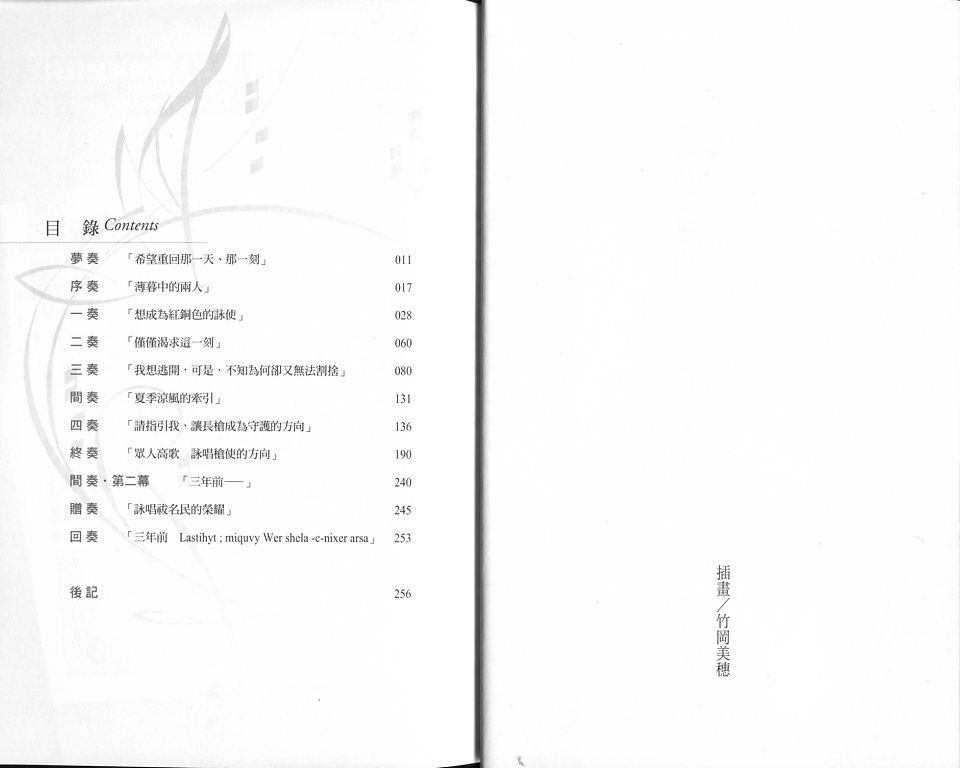 目　錄 Contents
夢奏　「希望重回那一天、那一刻」　011
序奏　「薄暮中的兩人」　017
一奏　「想成為紅銅色的詠使」　028
二奏　「僅僅渴求這一刻」　060
三奏　「我想逃開，可是，不知為何卻又無法割捨」　080
間奏　「夏季涼風的牽引」　131
四奏　「請指引我，讓長槍成為守護的方向」　136
終奏　「眾人高歌　詠唱槍使的方向」　190
間奏・第二幕　「三年前——」　240
贈奏　「詠唱祓名民的榮耀」　245
回奏　「三年前　Lastihyt ; miquvy Wer shela -c-nixer arsa」　253
後記　256
插畫／竹岡美穗